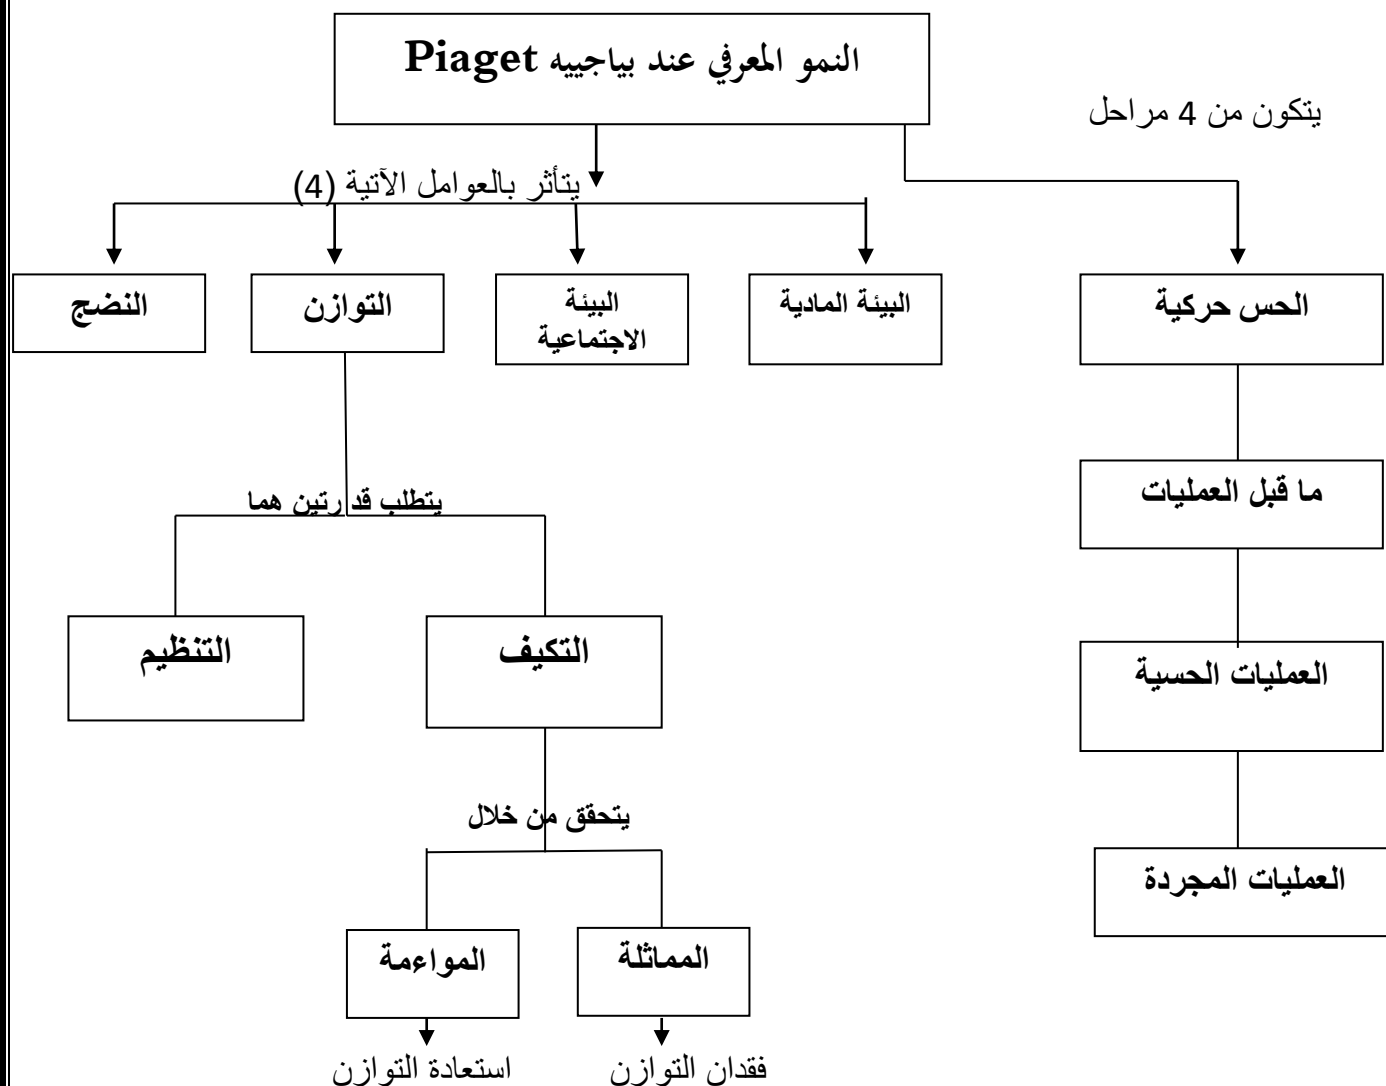 النمو المعرفي عند بياجييه Piaget
يتكون من 4 مراحل
يتأثر بالعوامل الآتية (4)
الحس حركية
البيئة المادية
البيئة
الاجتماعية
التوازن
النضج
ما قبل العمليات
يتطلب قدرتين هما
العمليات الحسية
التكيف
التنظيم
يتحقق من خلال
العمليات المجردة
المماثلة
المواءمة
فقدان التوازن
استعادة التوازن